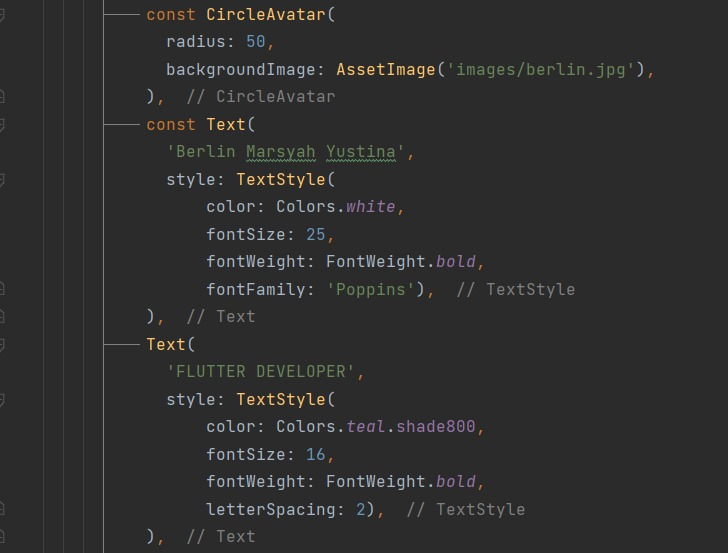 const CircleAvatar(
radius: 50,
backgroundImage: AssetImage('images/berlin.jpg'),
),  // CircleAvatar
const Text(
'Berlin Marsyah Yustina',
style: TextStyle(
color: Colors.white,
fontSize: 25,
fontWeight: FontWeight.bold,
fontFamily: 'Poppins'),  // TextStyle
),  // Text
Text(
'FLUTTER DEVELOPER',
style: TextStyle(
color: Colors.teal.shade800,
fontSize: 16,
fontWeight: FontWeight.bold,
letterSpacing: 2),  // TextStyle
),  // Text